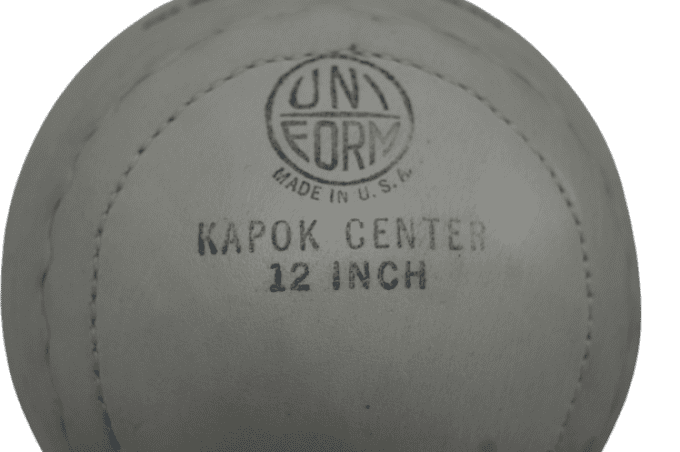 UNI
FORM
MADE IN U.S.A.
KAPOK CENTER
12 INCH